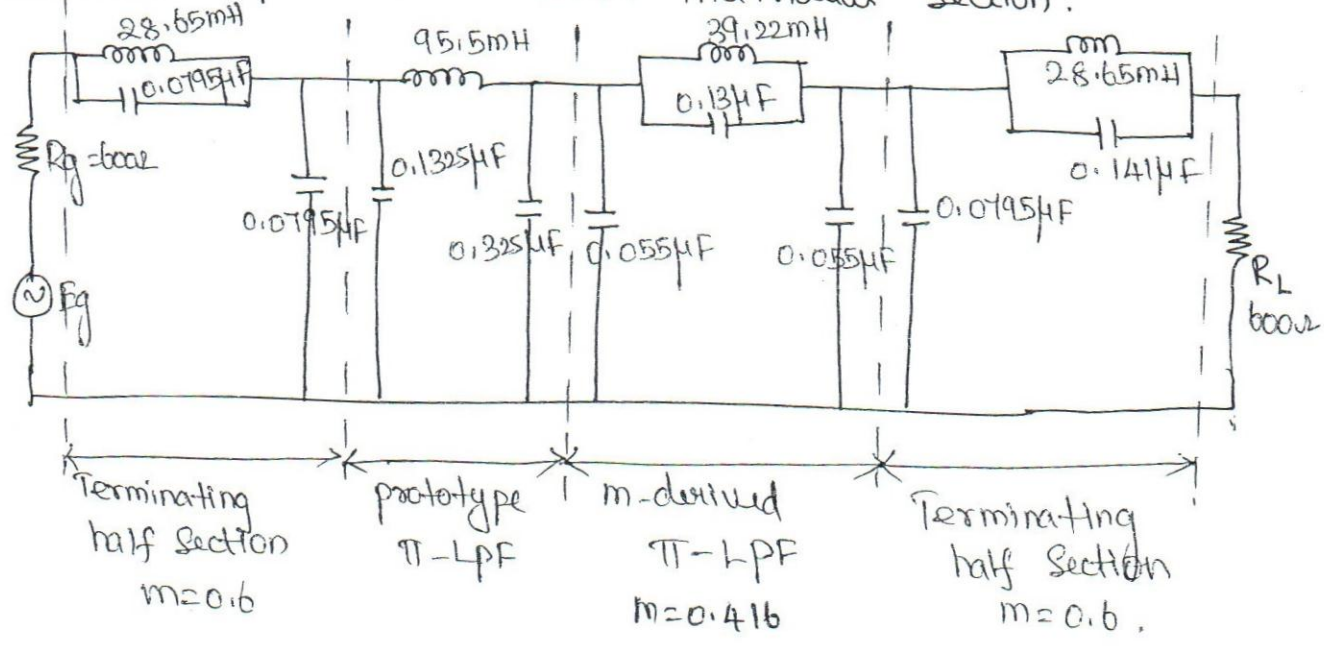 section.
28.65mH
0.0795μF
Rg=600Ω
Eg
0.0795μF
95.5mH
0.1325μF
0.325μF
39.22mH
0.13μF
0.055μF
0.055μF
28.65mH
0.141μF
0.0795μF
RL
600Ω
Terminating
half Section
m=0.6
prototype
π-LPF
m-derived
π-LPF
m=0.416
Terminating
half Section
m=0.6.